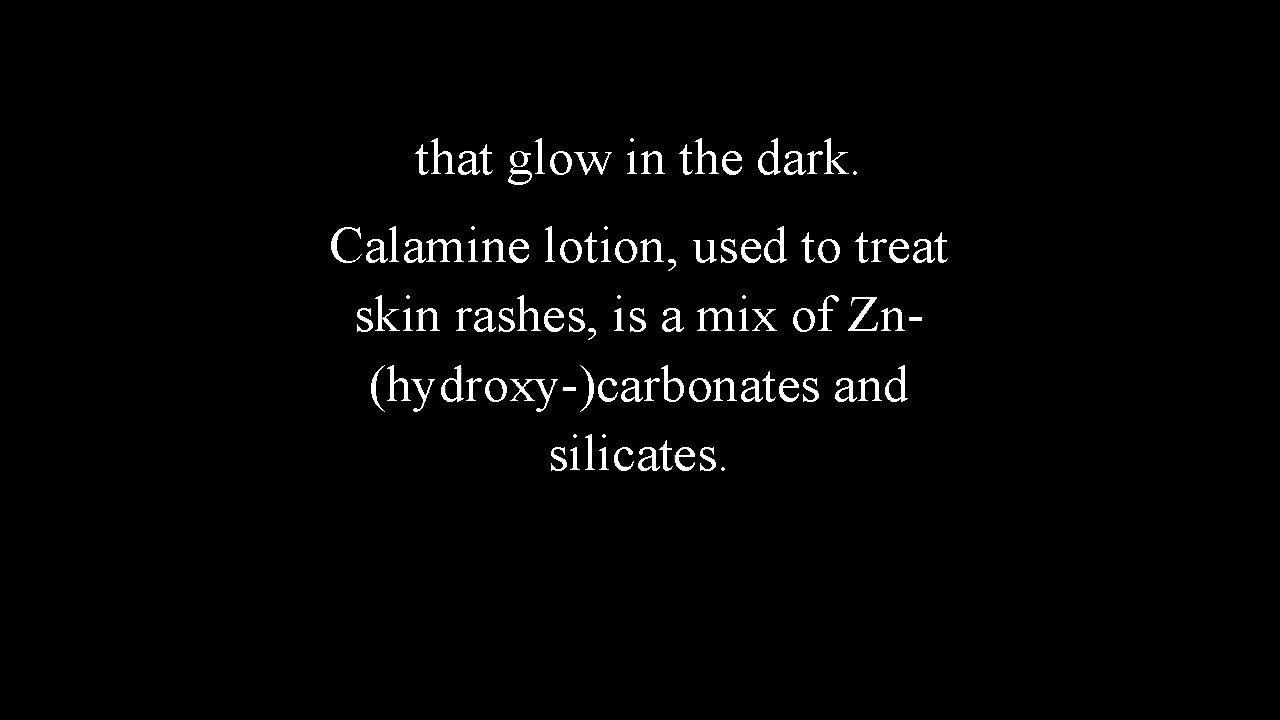 that glow in the dark.
Calamine lotion, used to treat
skin rashes, is a mix of Zn-
(hydroxy-)carbonates and
silicates.